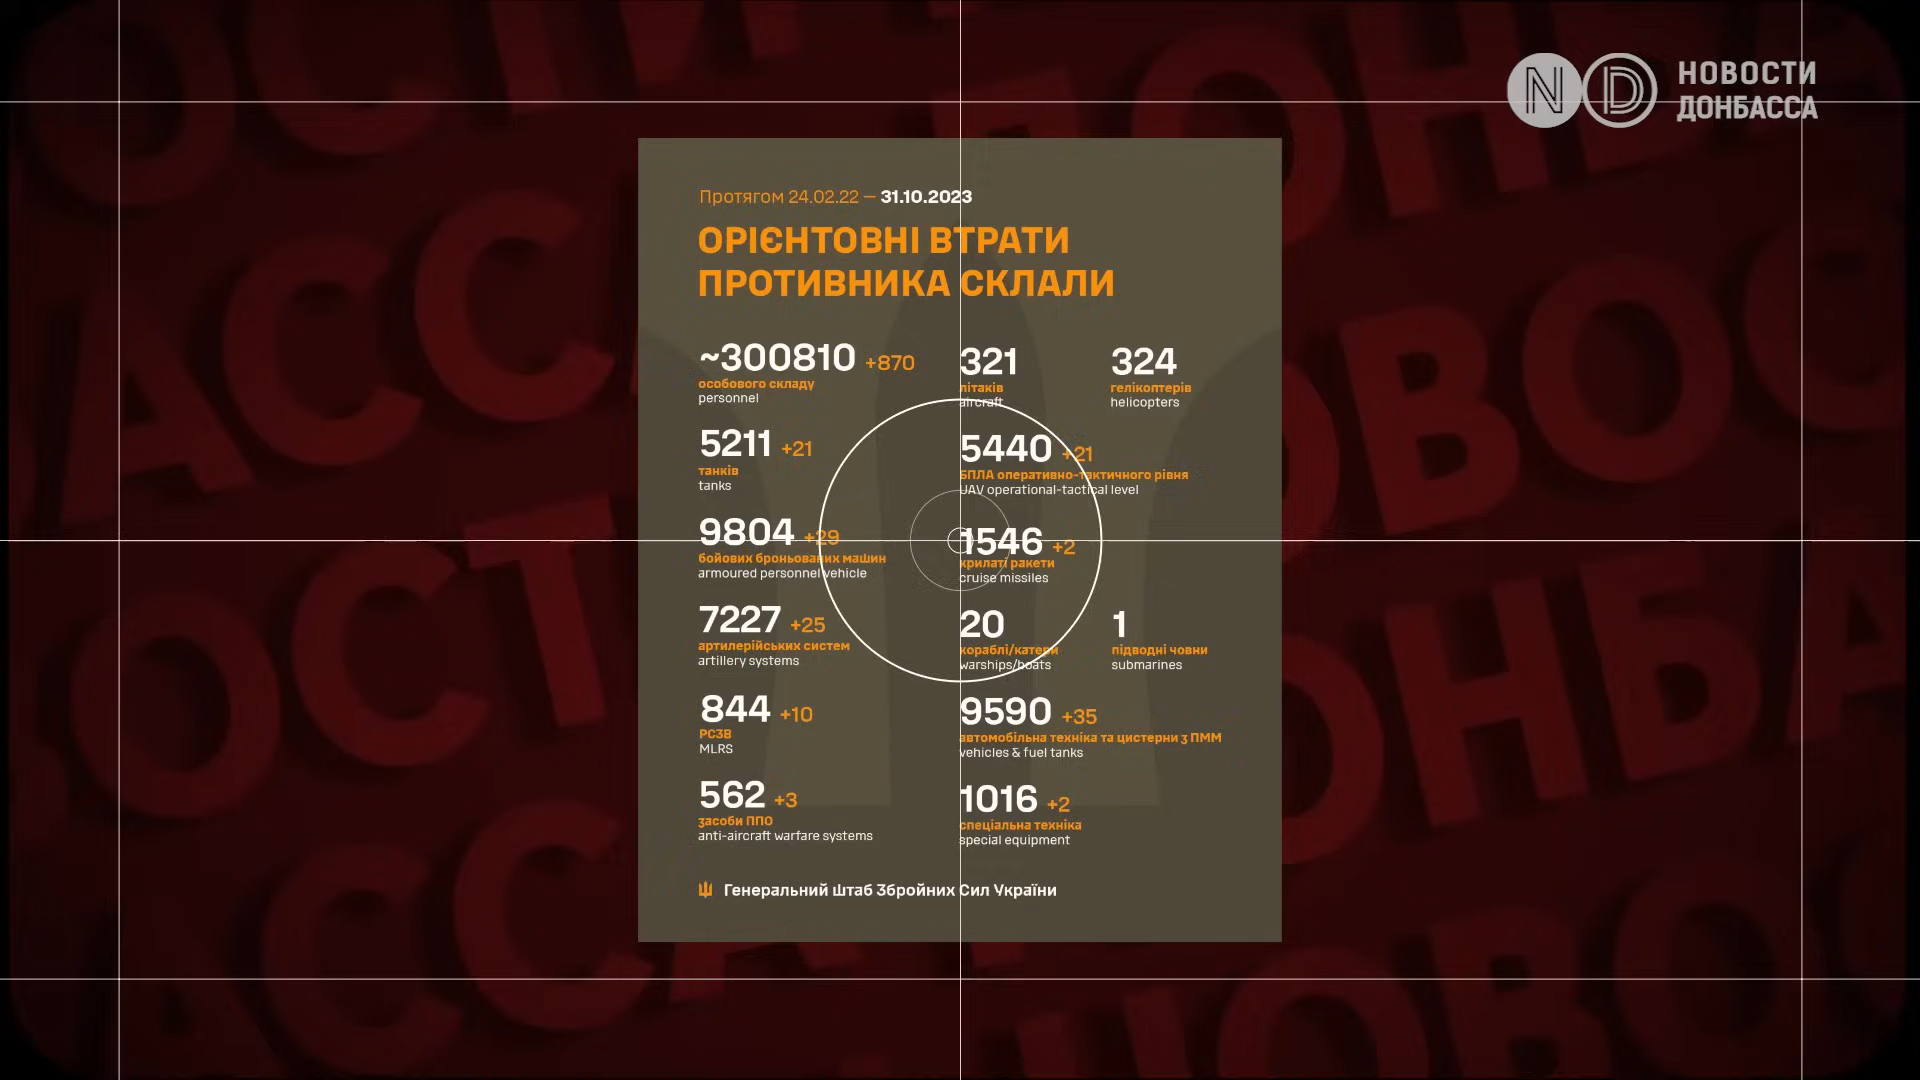 НОВОСТИ
ДОНБАССА
Протягом 24.02.22 — 31.10.2023
ОРІЄНТОВНІ ВТРАТИ
ПРОТИВНИКА СКЛАЛИ
~300810 +870
особового складу
personnel
321
літаків
aircraft
324
гелікоптерів
helicopters
5211 +21
танків
tanks
5440 +21
БПЛА оперативно-тактичного рівня
UAV operational-tactical level
9804 +29
бойових броньованих машин
armoured personnel vehicle
1546 +2
крилаті ракети
cruise missiles
7227 +25
артилерійських систем
artillery systems
20
кораблі/катери
warships/boats
1
підводні човни
submarines
844 +10
РСЗВ
MLRS
9590 +35
автомобільна техніка та цистерни з ПММ
vehicles & fuel tanks
562 +3
засоби ППО
anti-aircraft warfare systems
1016 +2
спеціальна техніка
special equipment
Генеральний штаб Збройних Сил України